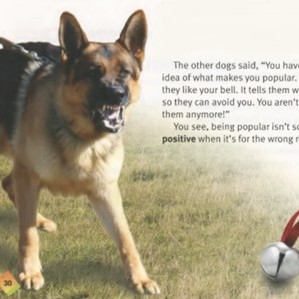 The other dogs said, “You have
idea of what makes you popular.
they like your bell. It tells them w
so they can avoid you. You aren't
them anymore!”
You see, being popular isn't so
positive when it's for the wrong r
30